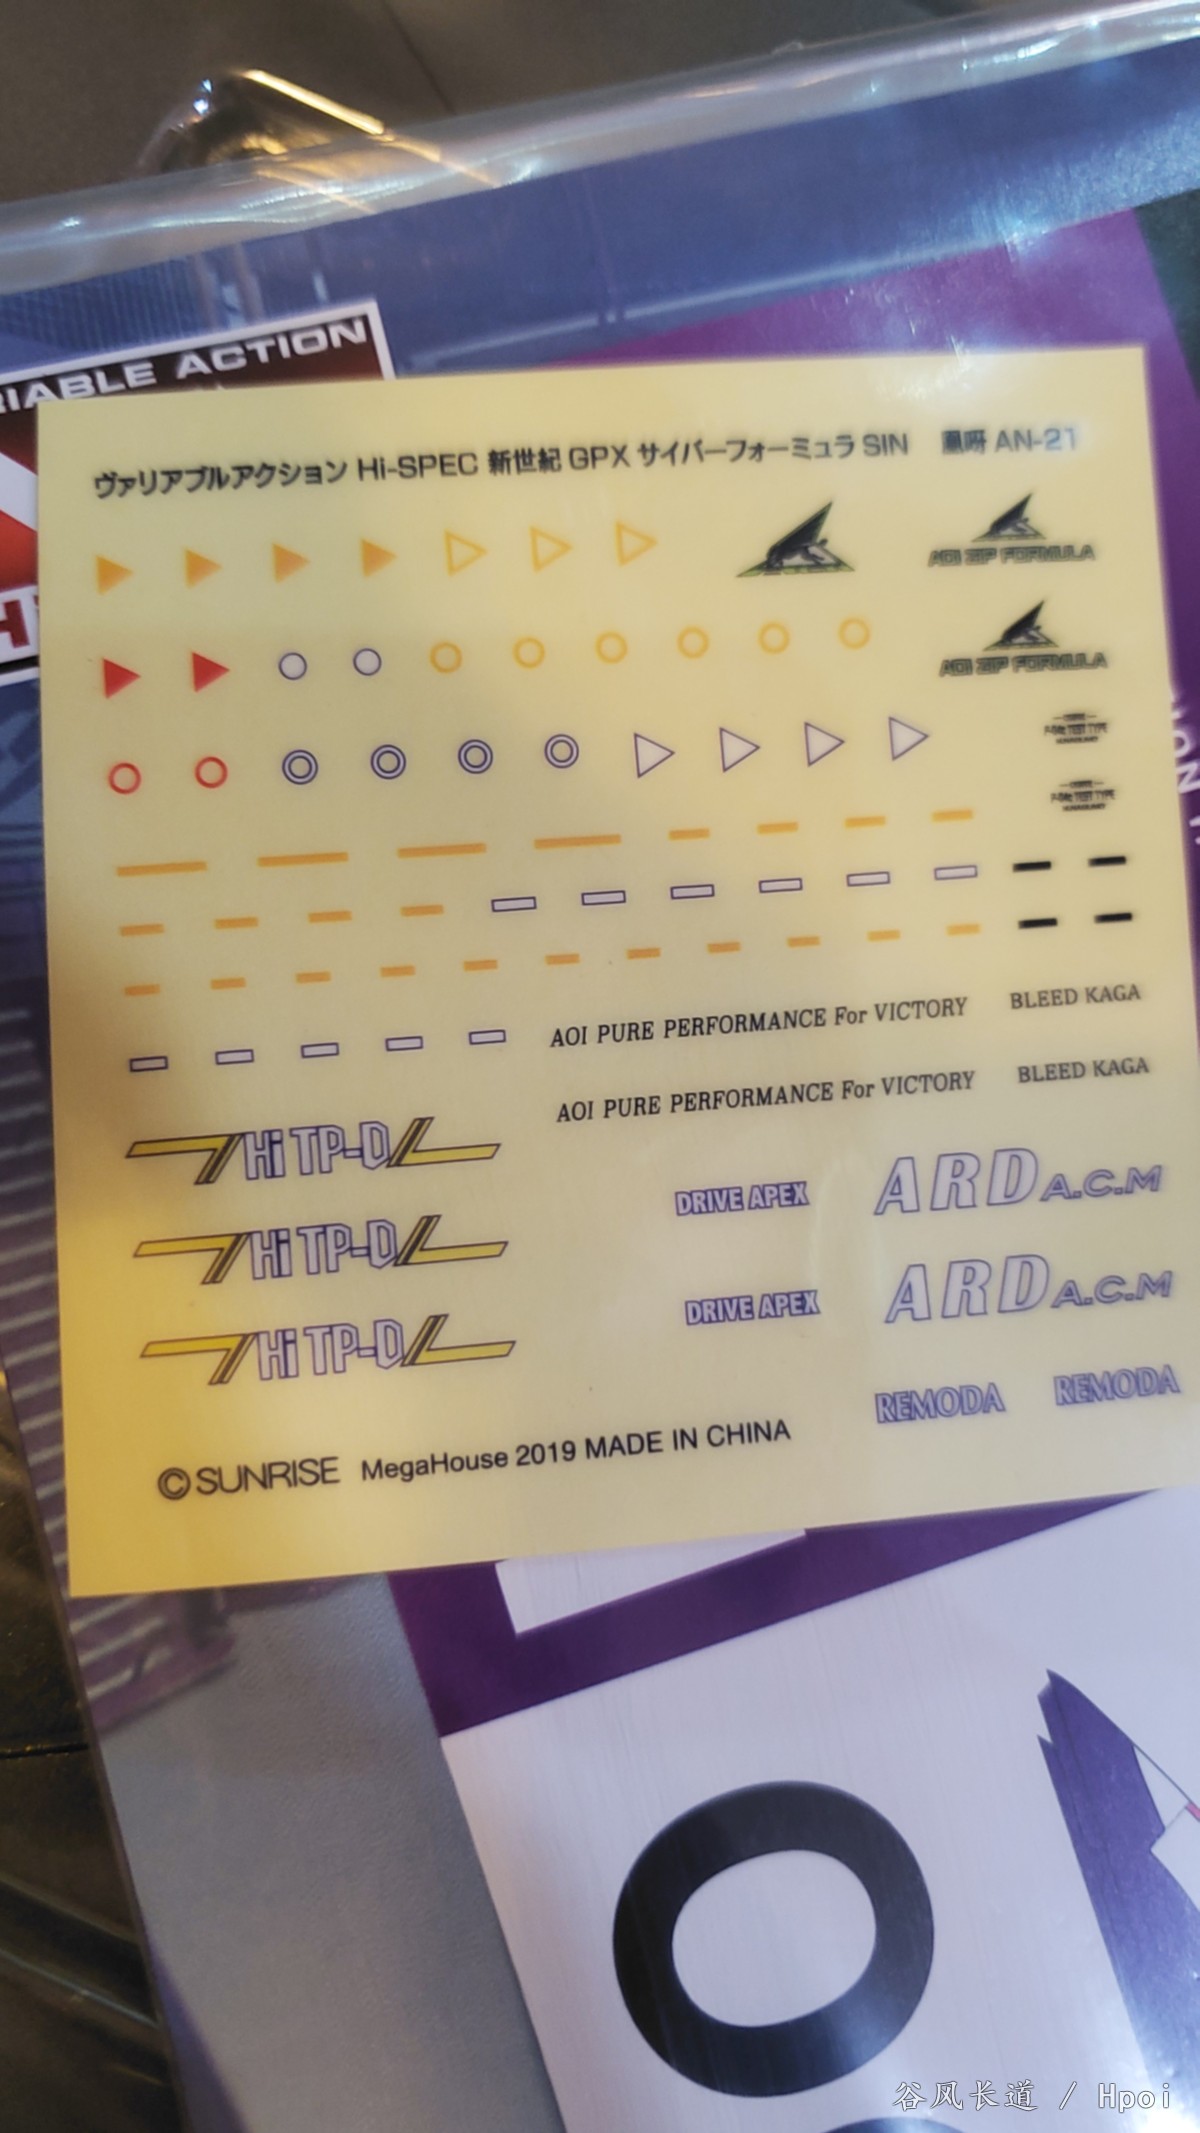 RIABLE ACTION
ヴァリアブルアクション Hi-SPEC 新世紀 GPX サイバーフォーミュラ SIN 凰呀 AN-21
AOI ZIP FORMULA
AOI ZIP FORMULA
AOI PURE PERFORMANCE For VICTORY BLEED KAGA
AOI PURE PERFORMANCE For VICTORY BLEED KAGA
Hi TP-D
DRIVE APEX ARD A.C.M
Hi TP-D
DRIVE APEX ARD A.C.M
Hi TP-D
REMODA REMODA
©SUNRISE MegaHouse 2019 MADE IN CHINA
谷风长道 / Hpoi